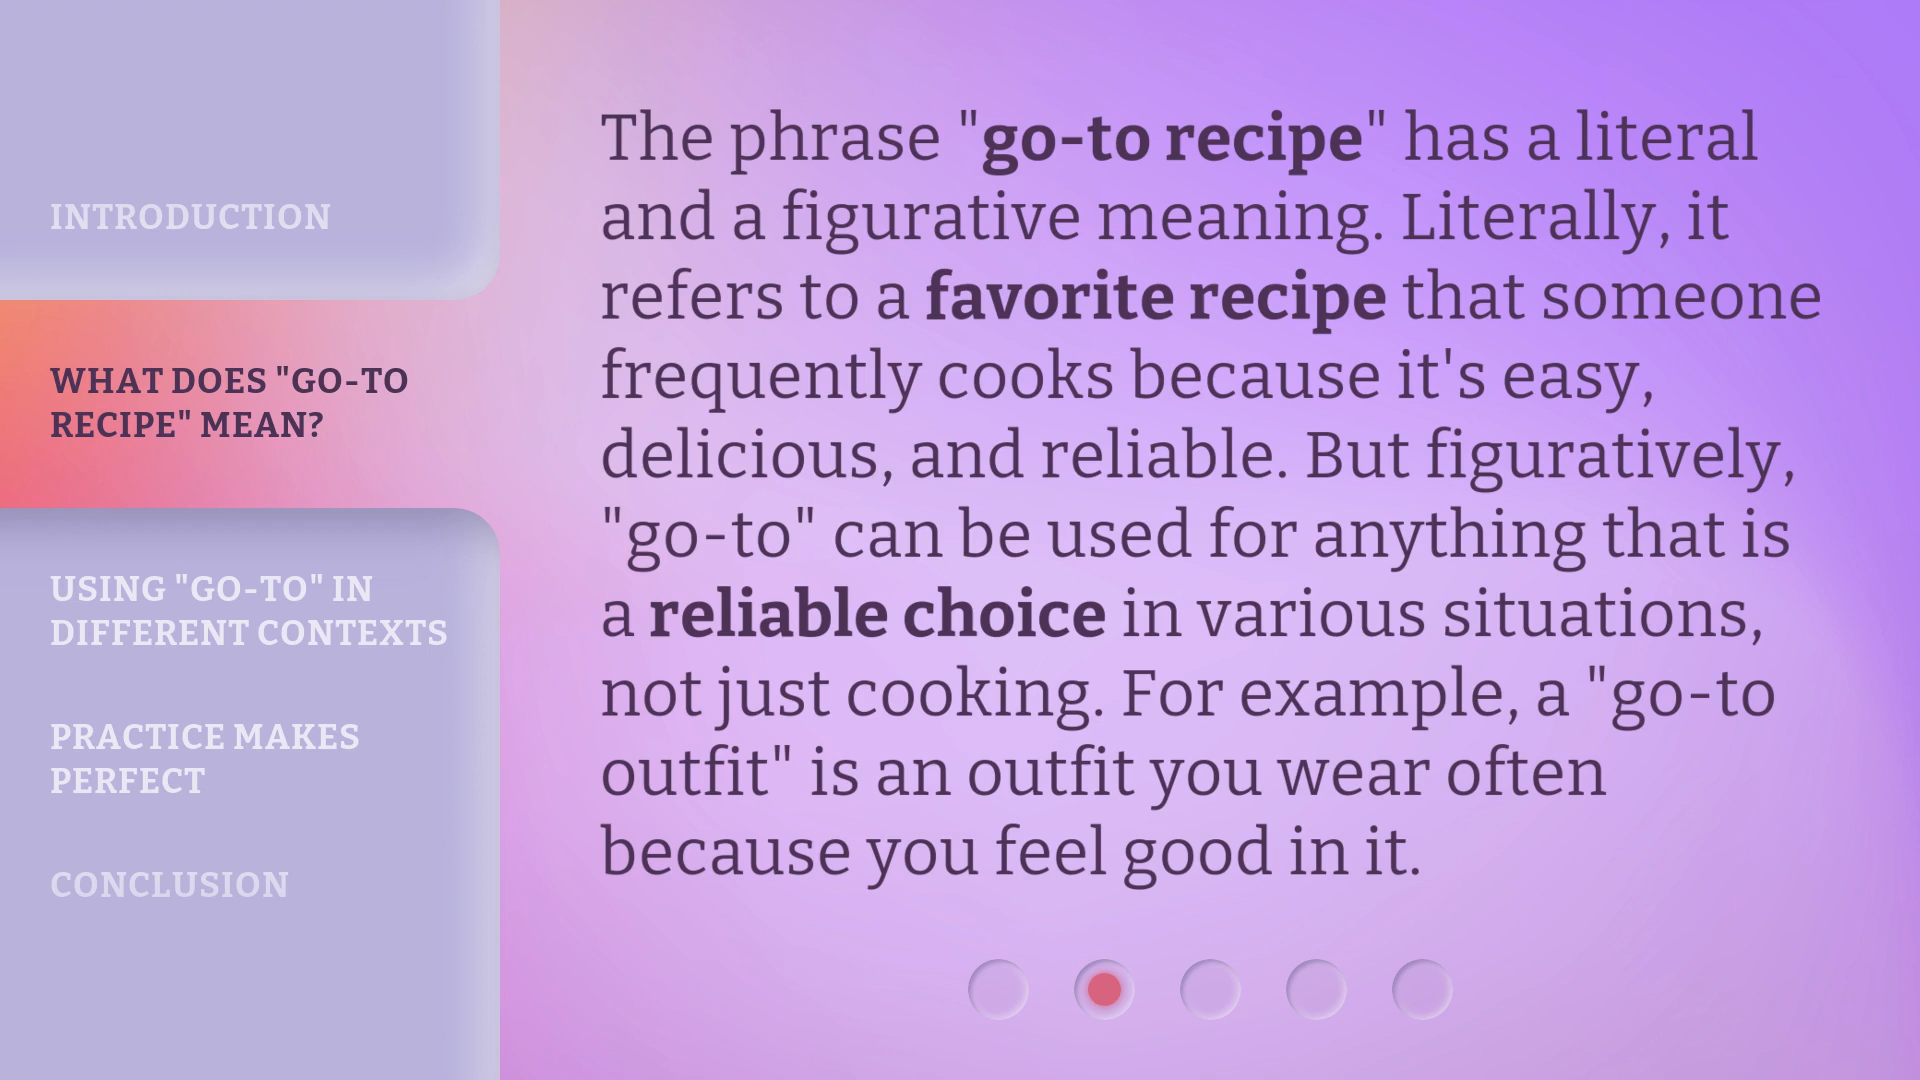 INTRODUCTION
WHAT DOES "GO-TO
RECIPE" MEAN?
USING "GO-TO" IN
DIFFERENT CONTEXTS
PRACTICE MAKES
PERFECT
CONCLUSION
The phrase "go-to recipe" has a literal
and a figurative meaning. Literally, it
refers to a favorite recipe that someone
frequently cooks because it's easy,
delicious, and reliable. But figuratively,
"go-to" can be used for anything that is
a reliable choice in various situations,
not just cooking. For example, a "go-to
outfit" is an outfit you wear often
because you feel good in it.